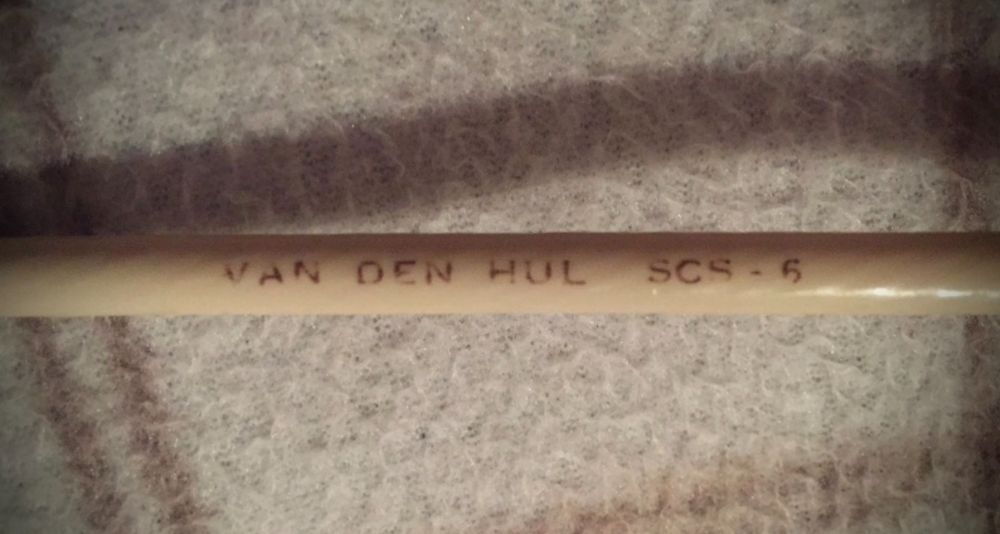 VAN DEN HUL SCS - 6